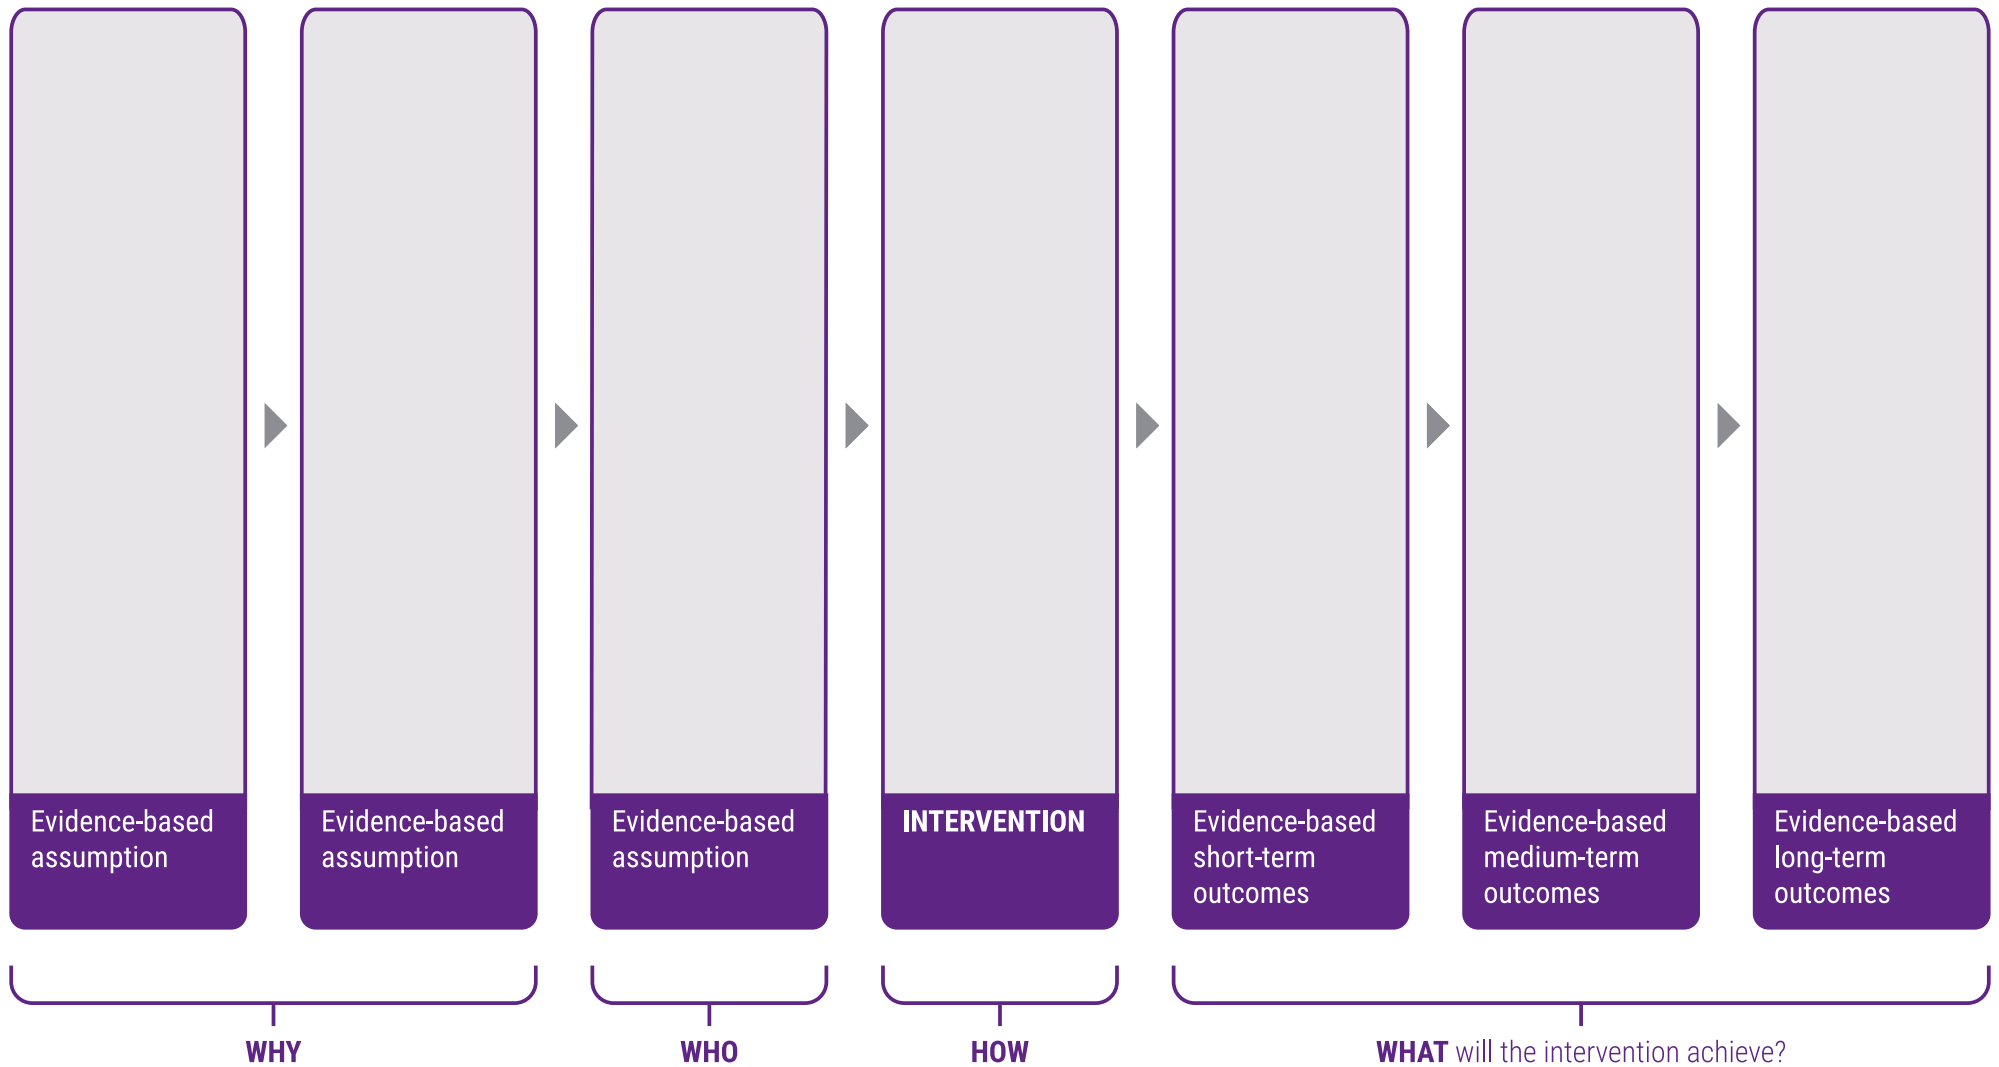 Evidence-based
assumption
Evidence-based
assumption
Evidence-based
assumption
INTERVENTION
Evidence-based
short-term
outcomes
Evidence-based
medium-term
outcomes
Evidence-based
long-term
outcomes
WHY
WHO
HOW
WHAT will the intervention achieve?